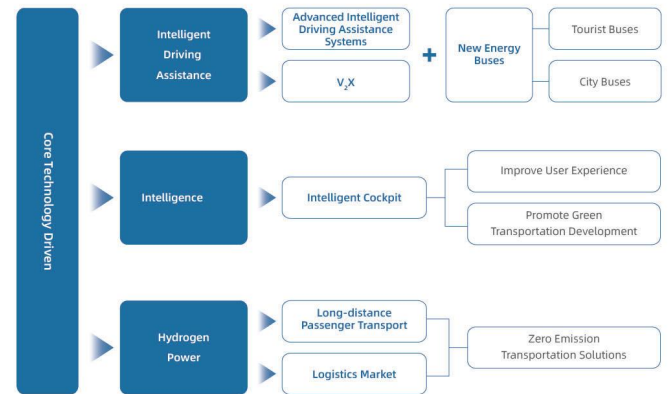 Core Technology Driven
Intelligent
Driving
Assistance
Advanced Intelligent
Driving Assistance
Systems
V₂X
+
New Energy
Buses
Tourist Buses
City Buses
Intelligence
Intelligent Cockpit
Improve User Experience
Promote Green
Transportation Development
Hydrogen
Power
Long-distance
Passenger Transport
Logistics Market
Zero Emission
Transportation Solutions